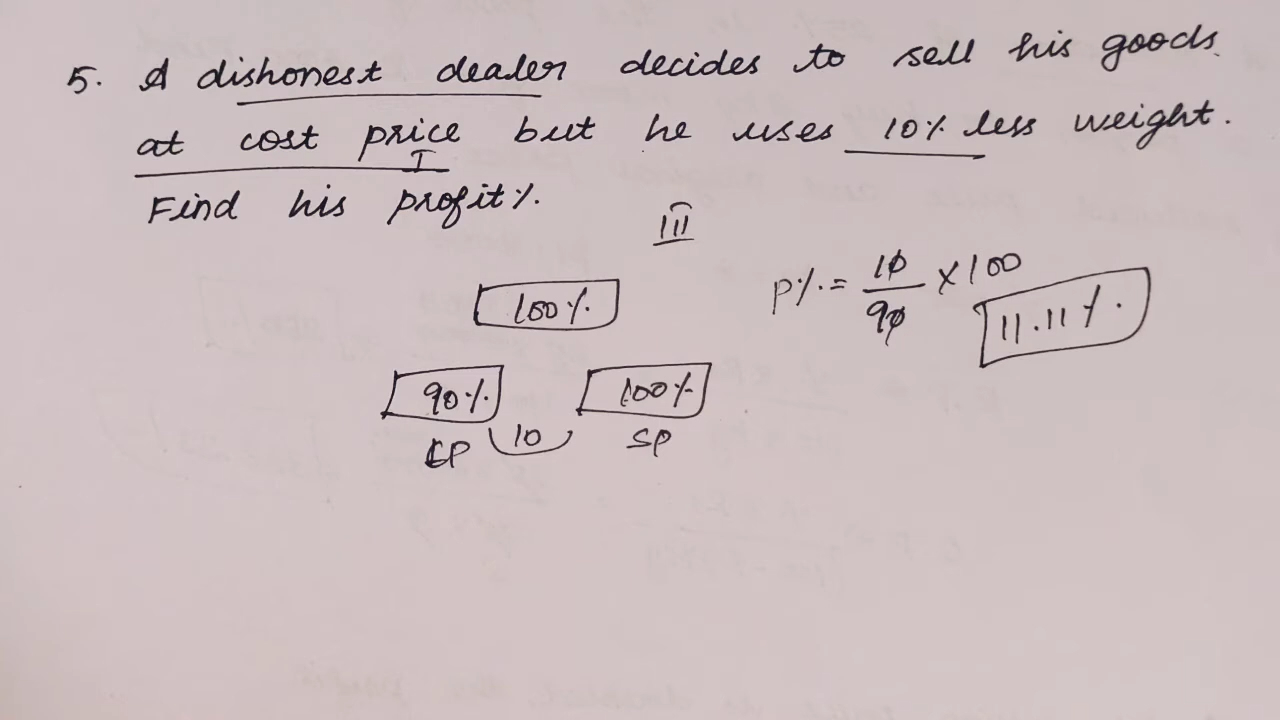 5. A dishonest dealer decides to sell his goods.
at cost price but he uses 10% less weight.
I
Find his profit%.
III
100%
P%.= 10/90 ×100
11.11%.
90% 100%
CP 10 SP